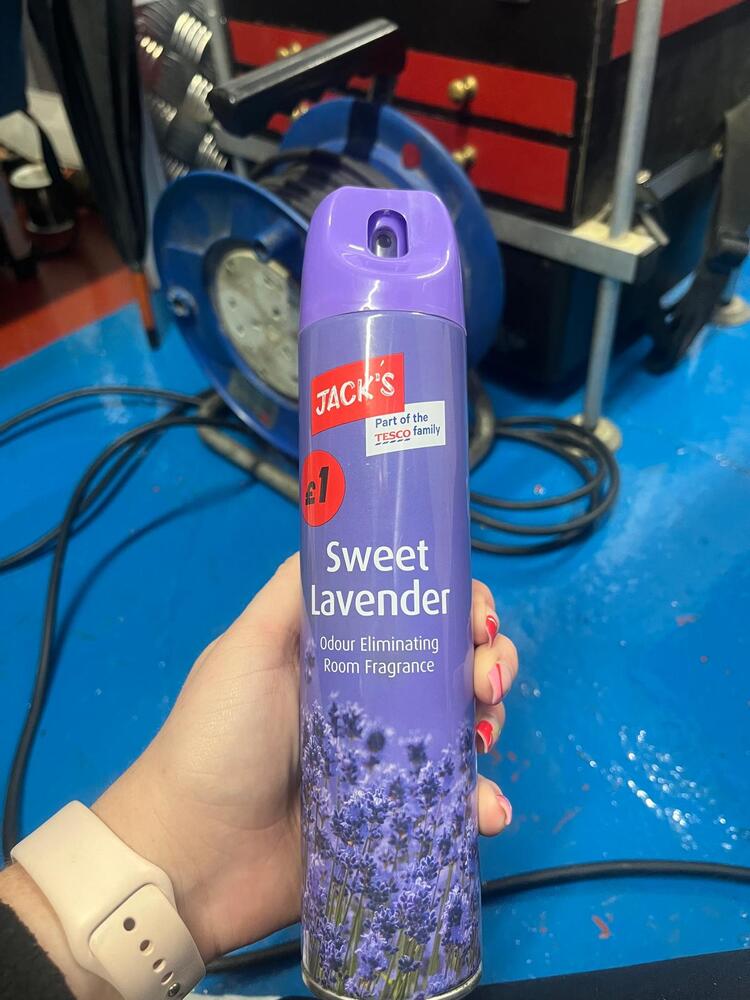 JACK'S
Part of the
TESCO family
£1
Sweet
Lavender
Odour Eliminating
Room Fragrance